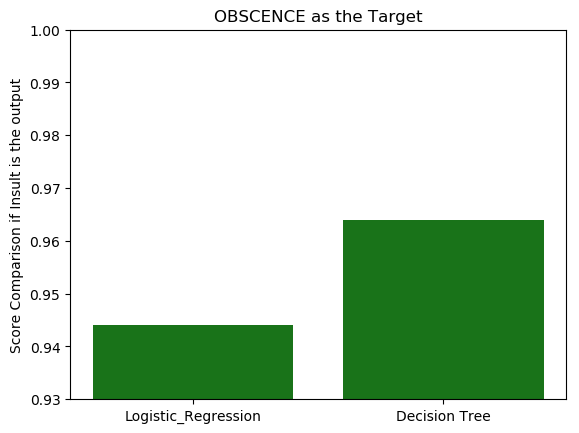 OBSCENCE as the Target
Score Comparison if Insult is the output
1.00
0.99
0.98
0.97
0.96
0.95
0.94
0.93
Logistic_Regression
Decision Tree